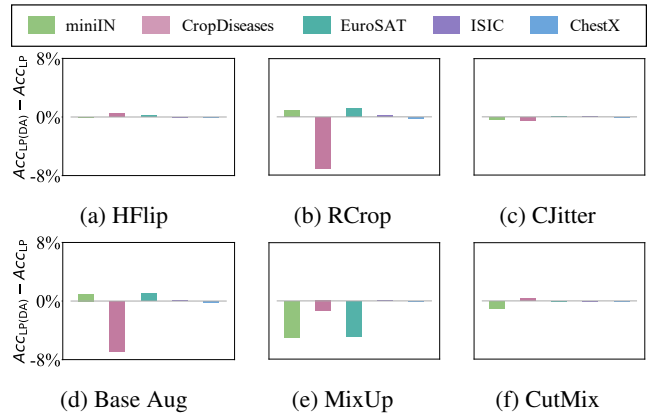 miniIN CropDiseases EuroSAT ISIC ChestX
8%
0%
-8%
Acc_LP(DA) − Acc_LP
(a) HFlip (b) RCrop (c) CJitter
8%
0%
-8%
Acc_LP(DA) − Acc_LP
(d) Base Aug (e) MixUp (f) CutMix